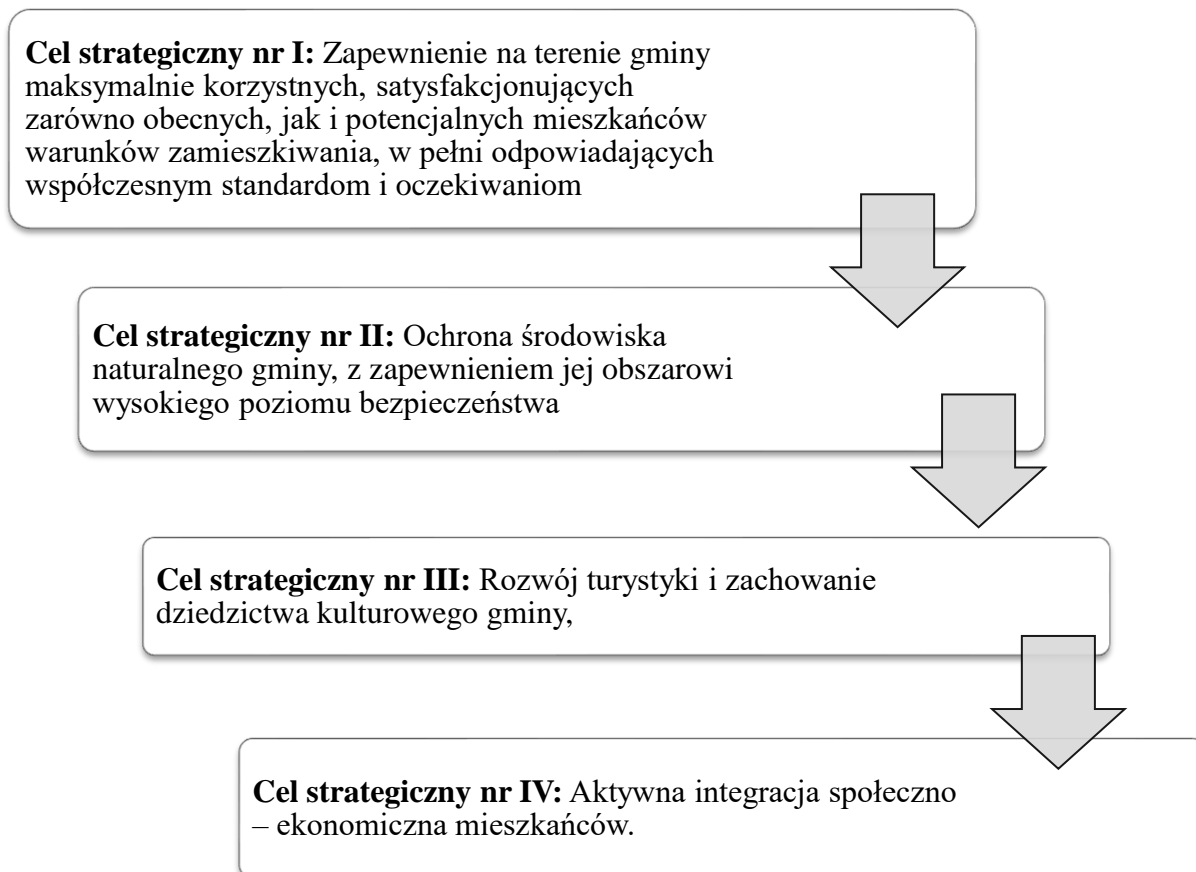 Cel strategiczny nr I: Zapewnienie na terenie gminy
maksymalnie korzystnych, satysfakcjonujących
zarówno obecnych, jak i potencjalnych mieszkańców
warunków zamieszkiwania, w pełni odpowiadających
współczesnym standardom i oczekiwaniom
Cel strategiczny nr II: Ochrona środowiska
naturalnego gminy, z zapewnieniem jej obszarowi
wysokiego poziomu bezpieczeństwa
Cel strategiczny nr III: Rozwój turystyki i zachowanie
dziedzictwa kulturowego gminy,
Cel strategiczny nr IV: Aktywna integracja społeczno
– ekonomiczna mieszkańców.